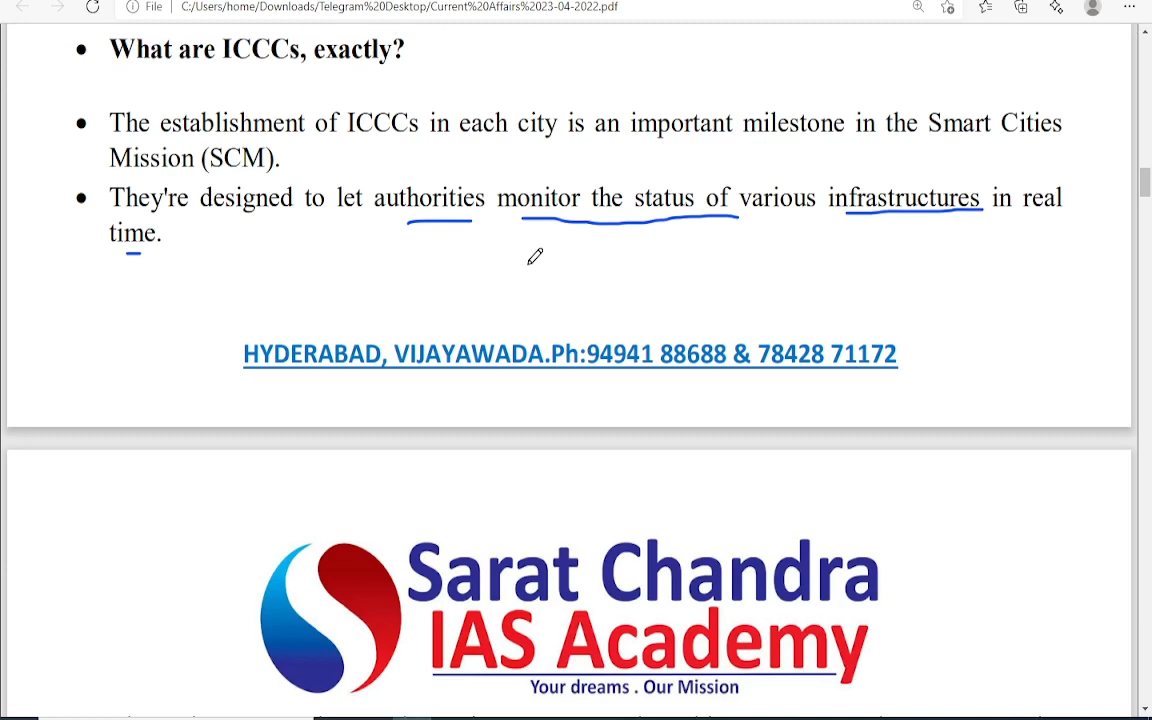 File
C:/Users/home/Downloads/Telegram%20Desktop/Current%20Affairs%2023-04-2022.pdf
• What are ICCCs, exactly?
• The establishment of ICCCs in each city is an important milestone in the Smart Cities
Mission (SCM).
• They're designed to let authorities monitor the status of various infrastructures in real
time.
HYDERABAD, VIJAYAWADA.Ph:94941 88688 & 78428 71172
Sarat Chandra
IAS Academy
Your dreams . Our Mission